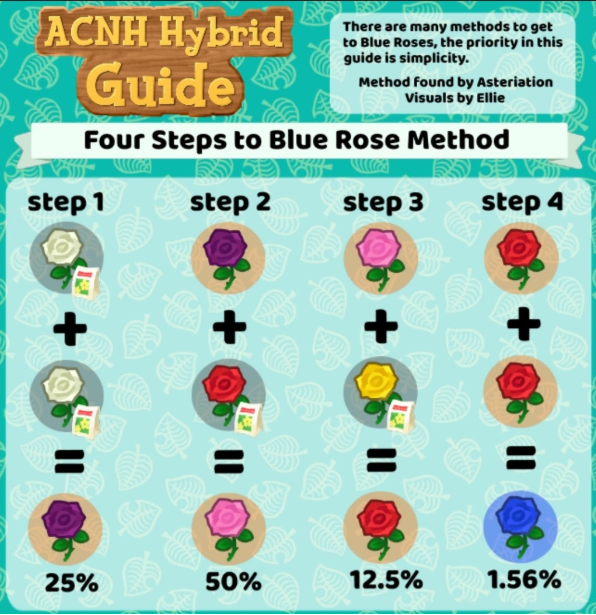 ACNH Hybrid
Guide
There are many methods to get
to Blue Roses, the priority in this
guide is simplicity.
Method found by Asteriation
Visuals by Ellie
Four Steps to Blue Rose Method
step 1
step 2
step 3
step 4
+
+
+
+
=
=
=
=
25%
50%
12.5%
1.56%